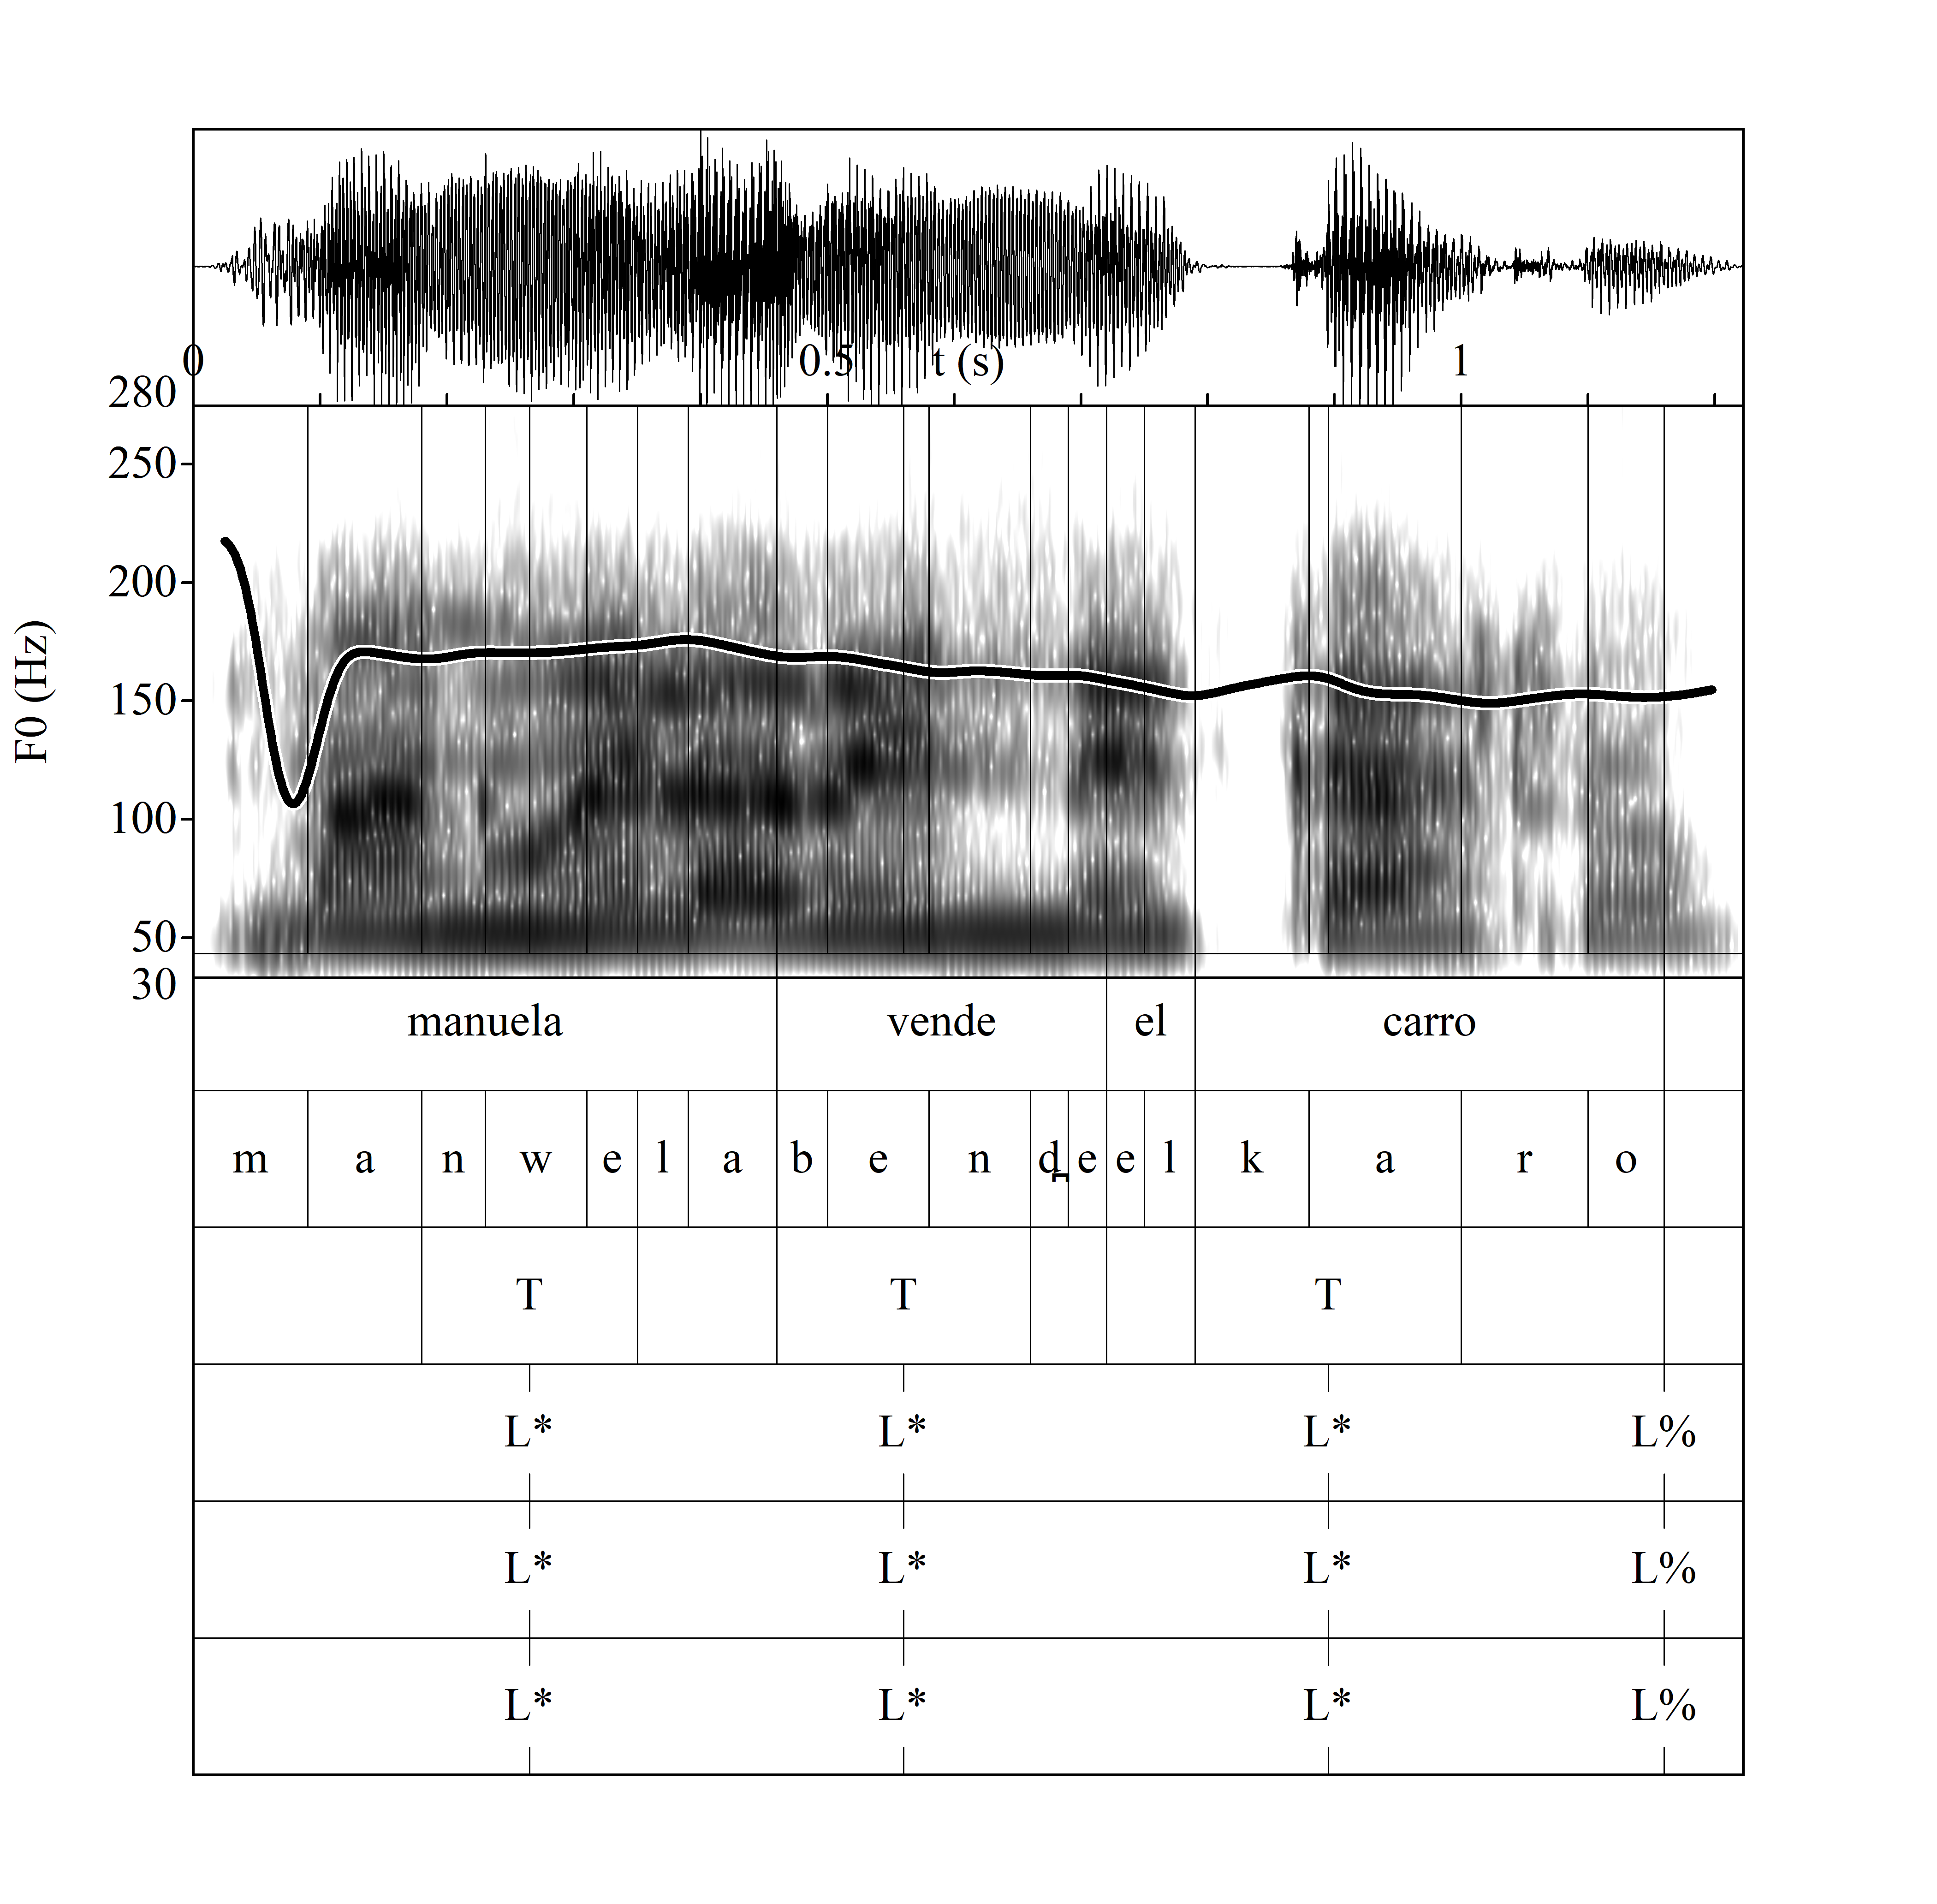 0 0.5 t (s) 1
280
250
200
150
100
50
30
F0 (Hz)
manuela vende el carro
m a n w e l a b e n d̪ e e l k a r o
T T T
L* L* L* L%
L* L* L* L%
L* L* L* L%